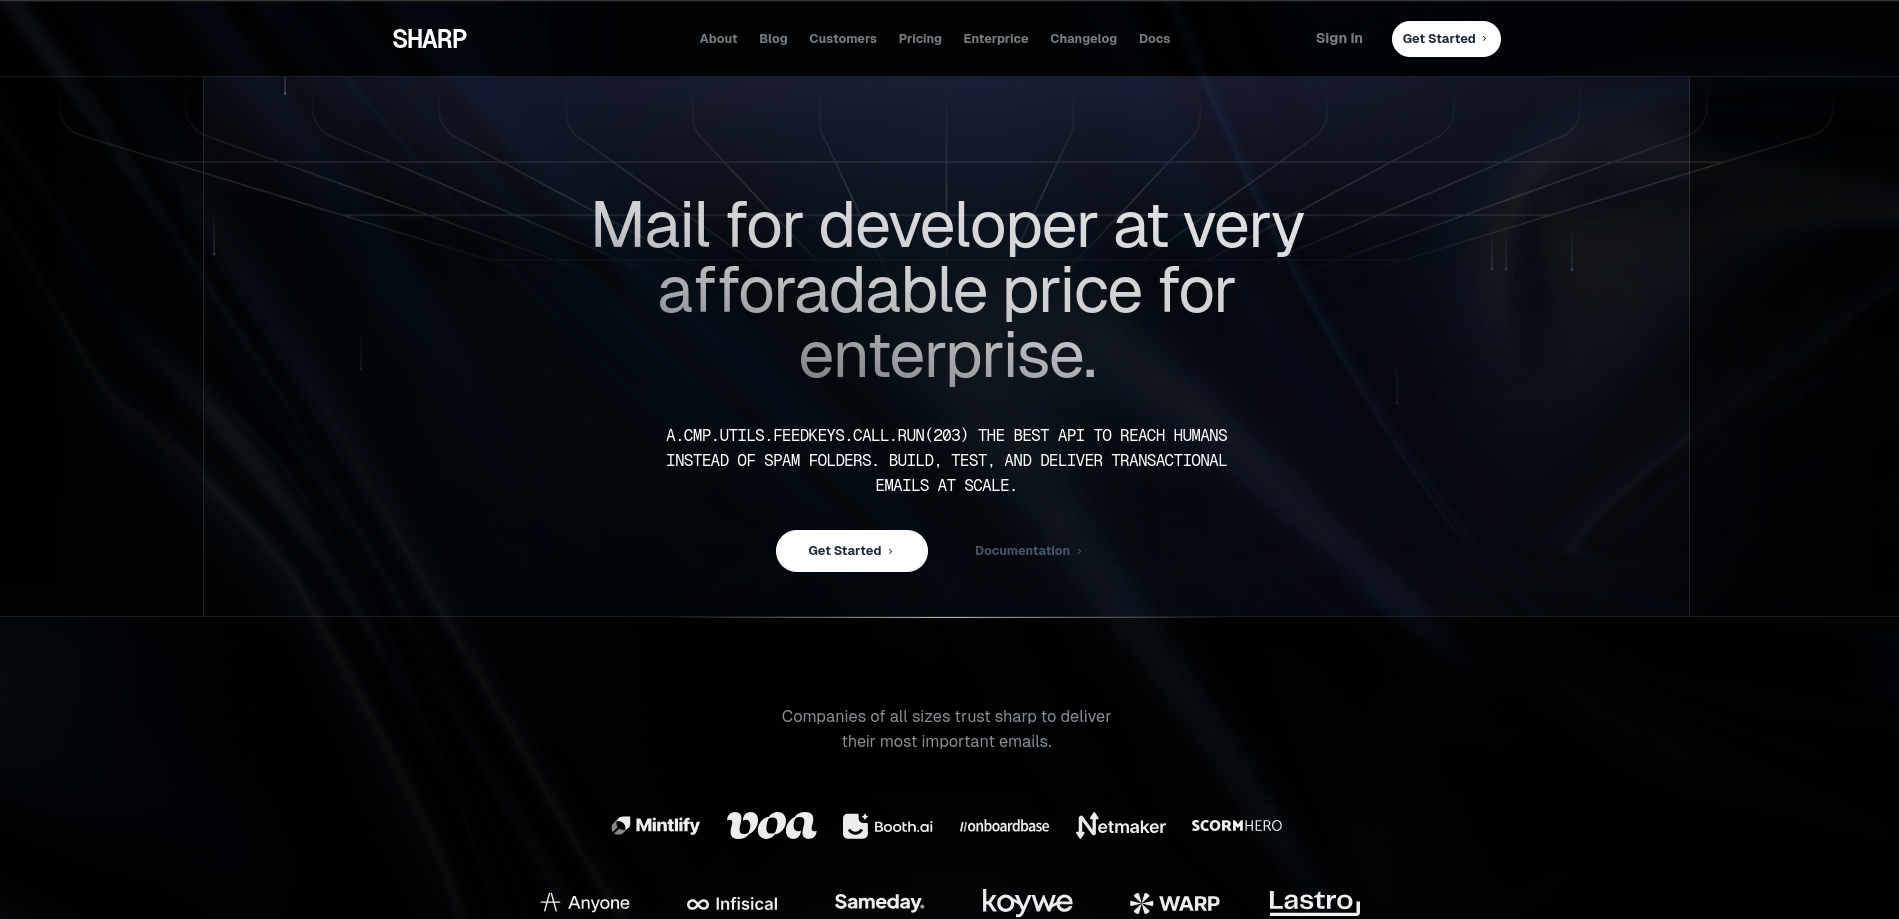 SHARP About Blog Customers Pricing Enterprice Changelog Docs Sign in Get Started ›
Mail for developer at very
afforadable price for
enterprise.
A.CMP.UTILS.FEEDKEYS.CALL.RUN(203) THE BEST API TO REACH HUMANS
INSTEAD OF SPAM FOLDERS. BUILD, TEST, AND DELIVER TRANSACTIONAL
EMAILS AT SCALE.
Get Started › Documentation ›
Companies of all sizes trust sharp to deliver
their most important emails.
Mintlify voa Booth.ai //onboardbase Netmaker SCORMHERO
Anyone Infisical Sameday. koywe WARP Lastro